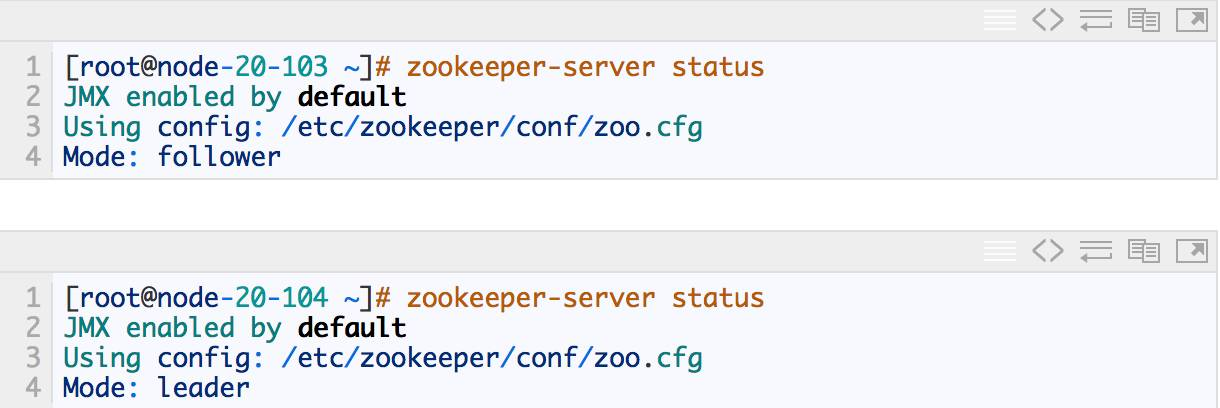 1 [root@node-20-103 ~]# zookeeper-server status
2 JMX enabled by default
3 Using config: /etc/zookeeper/conf/zoo.cfg
4 Mode: follower
1 [root@node-20-104 ~]# zookeeper-server status
2 JMX enabled by default
3 Using config: /etc/zookeeper/conf/zoo.cfg
4 Mode: leader